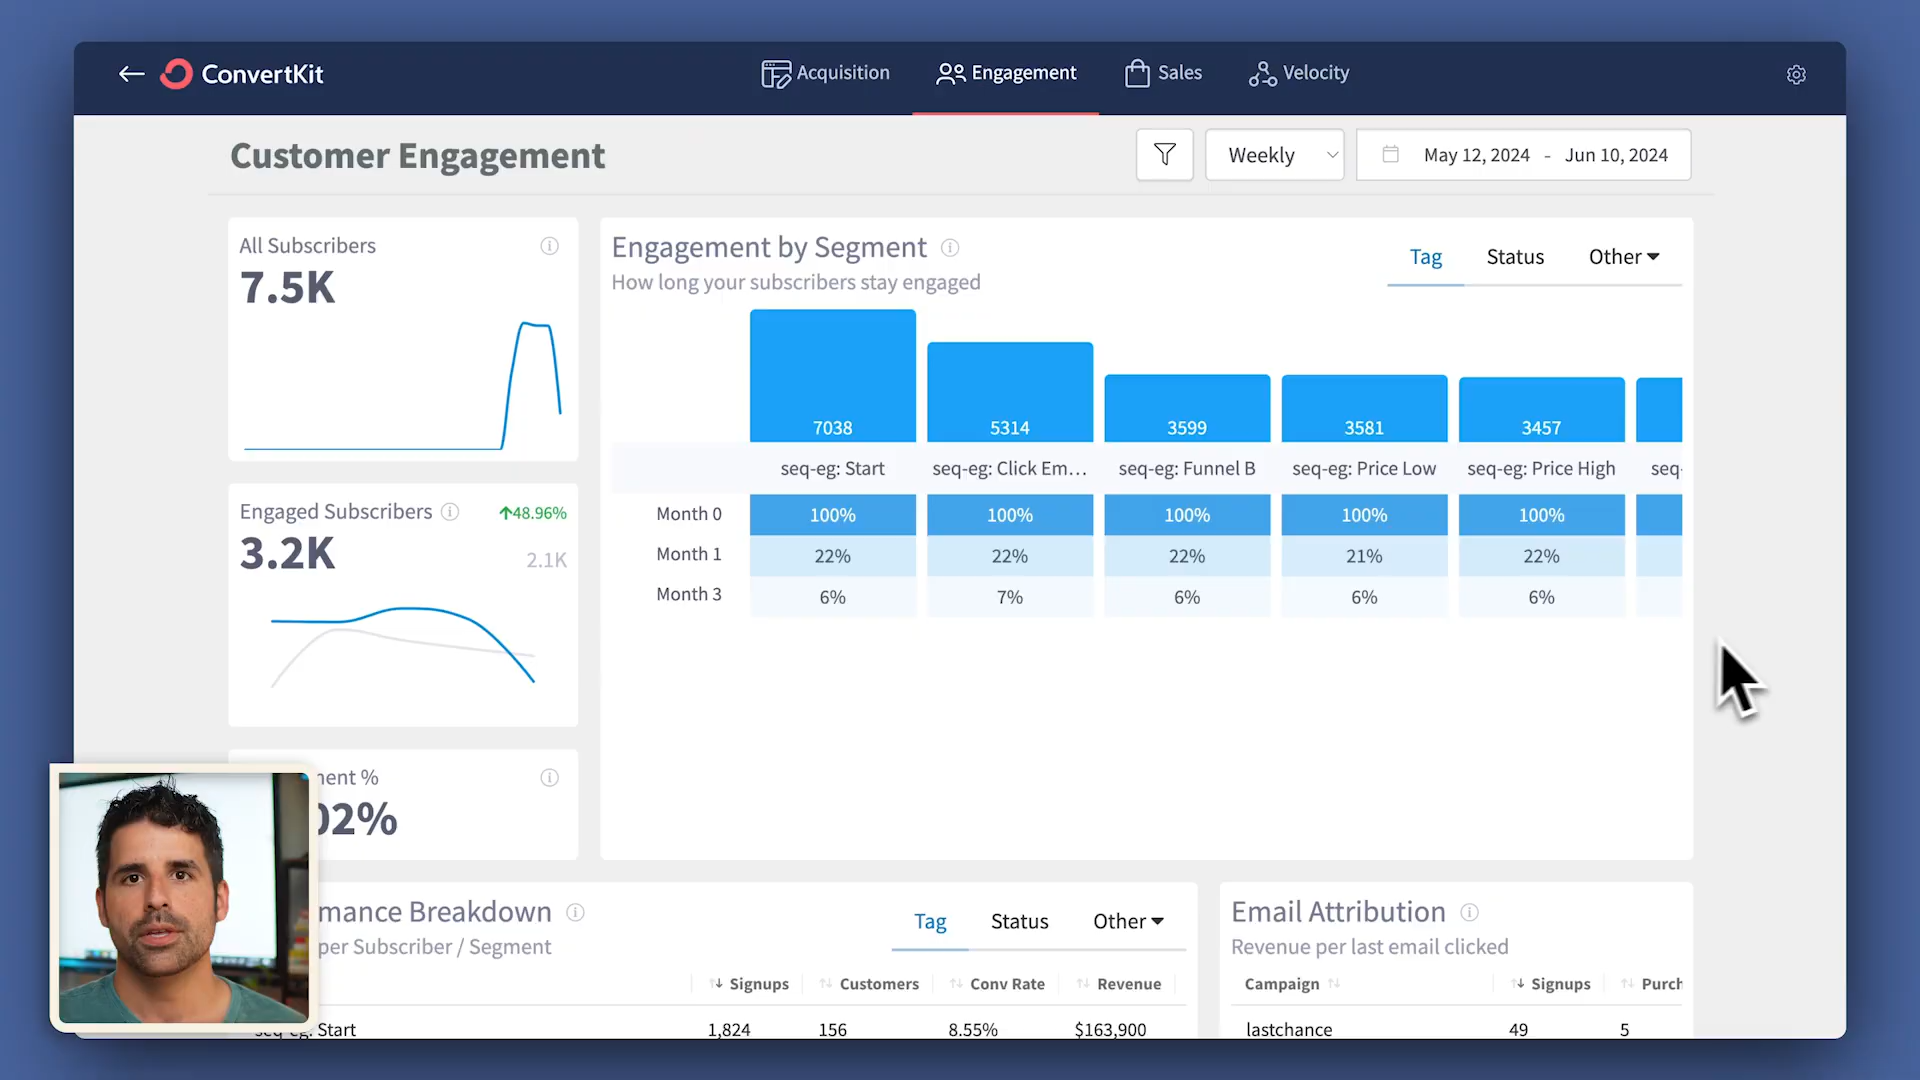 ConvertKit
Acquisition
Engagement
Sales
Velocity
Customer Engagement
Weekly
May 12, 2024 - Jun 10, 2024
All Subscribers
7.5K
Engaged Subscribers
↑48.96%
3.2K
2.1K
nent %
02%
Engagement by Segment
How long your subscribers stay engaged
Tag
Status
Other
7038 5314 3599 3581 3457
seq-eg: Start seq-eg: Click Em... seq-eg: Funnel B seq-eg: Price Low seq-eg: Price High seq-
Month 0 100% 100% 100% 100% 100%
Month 1 22% 22% 22% 21% 22%
Month 3 6% 7% 6% 6% 6%
mance Breakdown
per Subscriber / Segment
Tag
Status
Other
Signups Customers Conv Rate Revenue
seq-eg: Start 1,824 156 8.55% $163,900
Email Attribution
Revenue per last email clicked
Campaign Signups Purch
lastchance 49 5